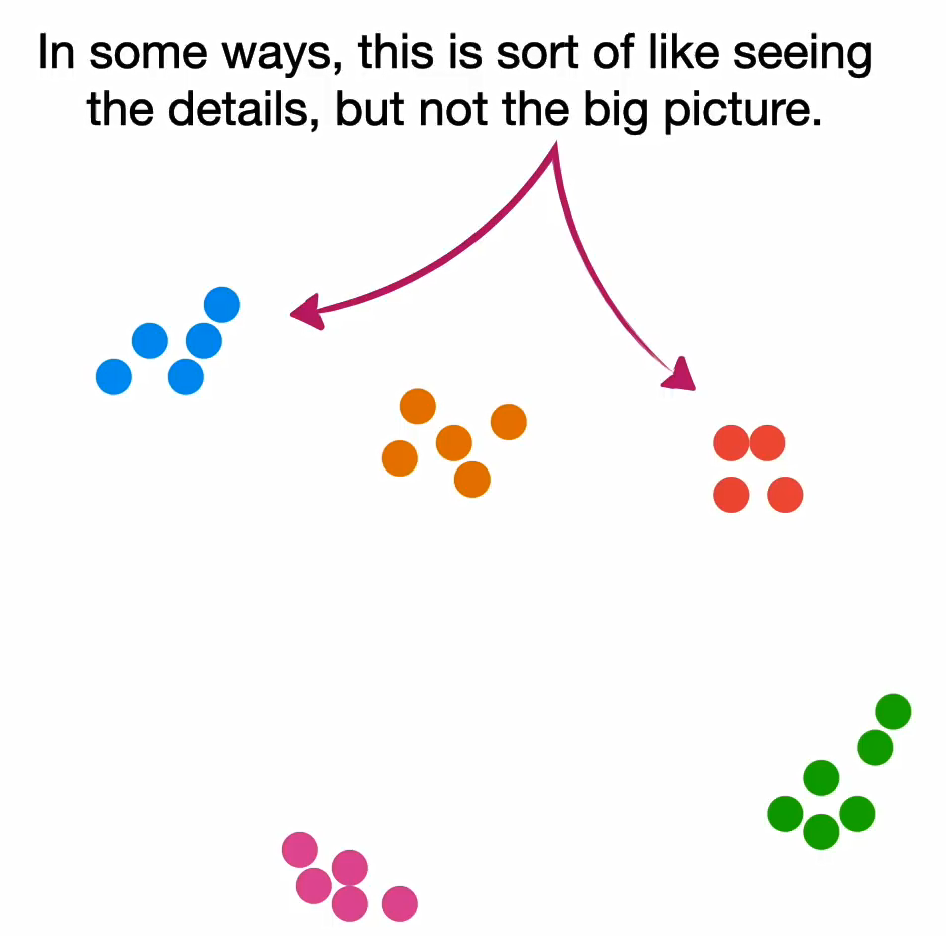 In some ways, this is sort of like seeing
the details, but not the big picture.